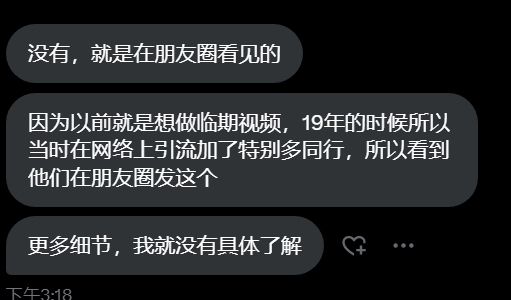 没有，就是在朋友圈看见的
因为以前就是想做临期视频，19年的时候所以
当时在网络上引流加了特别多同行，所以看到
他们在朋友圈发这个
更多细节，我就没有具体了解
下午3:18